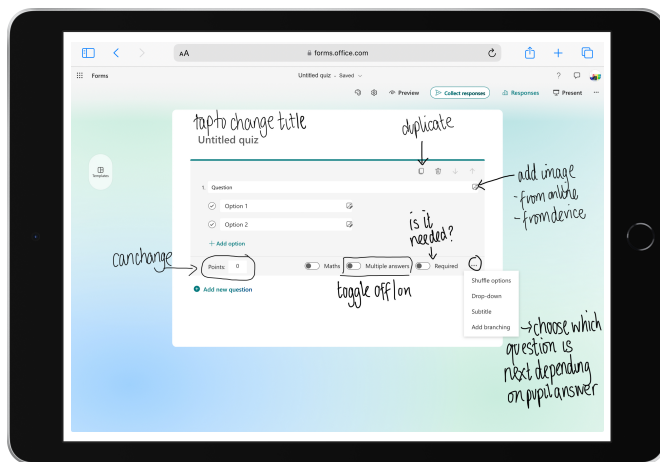 AA
forms.office.com
Forms
Untitled quiz - Saved
?
Preview
Collect responses
Responses
Present
...
tap to change title
duplicate
Untitled quiz
Templates
add image
- from online
- from device
1. Question
Option 1
Option 2
is it
needed?
+ Add option
can change
Points: 0
Maths
Multiple answers
Required
...
toggle off/on
Add new question
Shuffle options
Drop-down
Subtitle
Add branching
→choose which
question is
next depending
on pupil answer